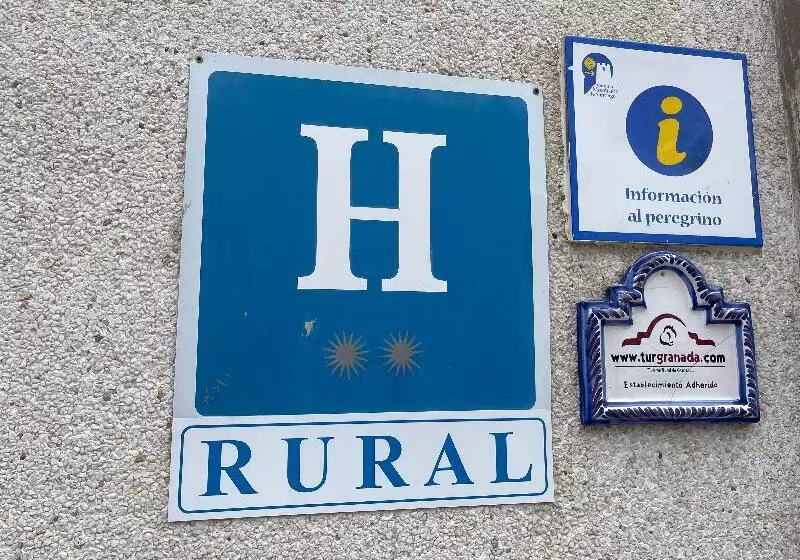 H
RURAL
i
Información
al peregrino
www.turgranada.com
Establecimiento Adherido